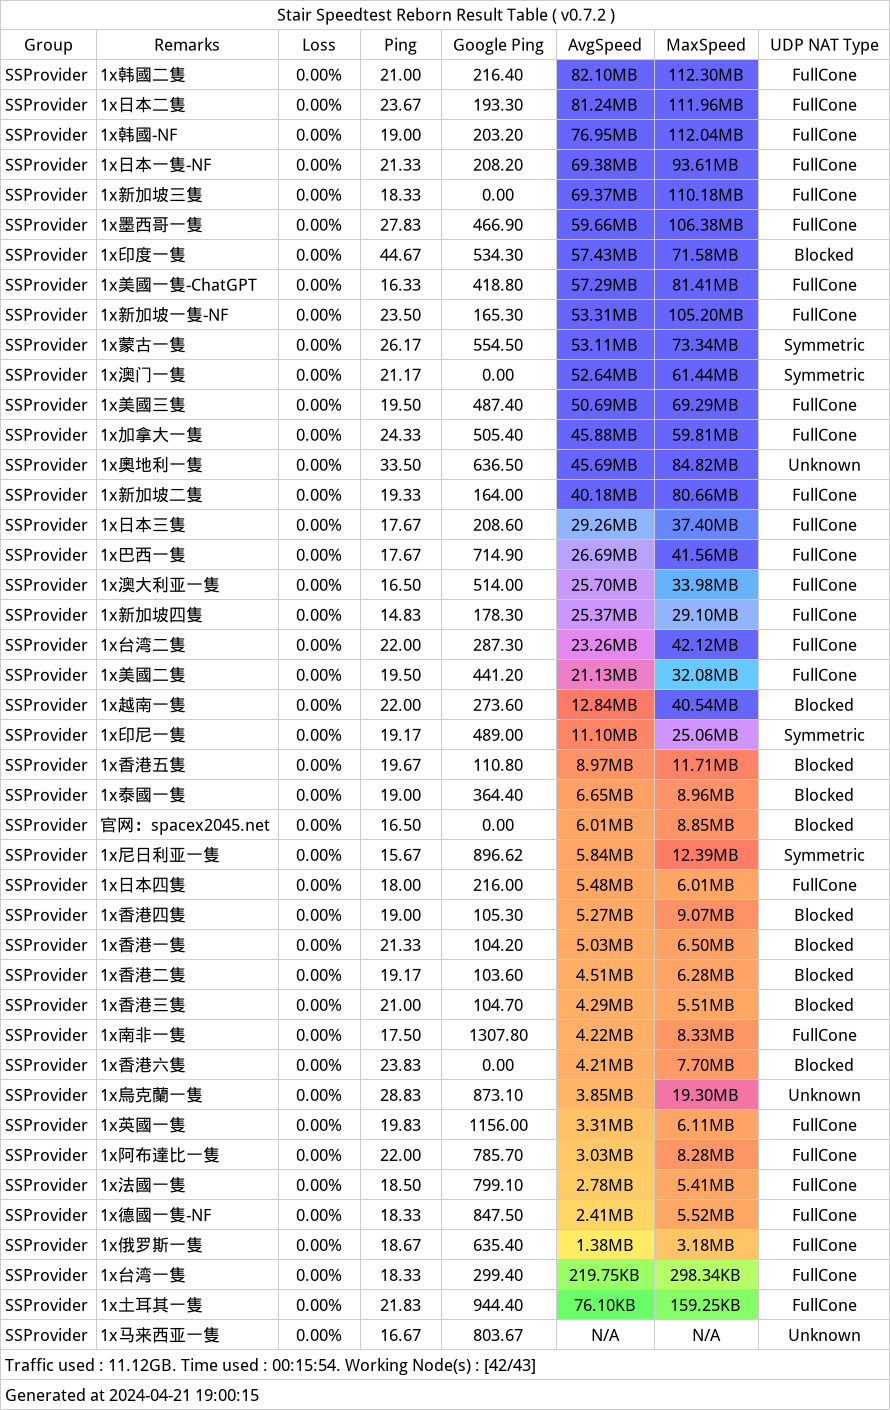 Stair Speedtest Reborn Result Table ( v0.7.2 )
Group Remarks Loss Ping Google Ping AvgSpeed MaxSpeed UDP NAT Type
SSProvider 1x韩國二隻 0.00% 21.00 216.40 82.10MB 112.30MB FullCone
SSProvider 1x日本二隻 0.00% 23.67 193.30 81.24MB 111.96MB FullCone
SSProvider 1x韩國-NF 0.00% 19.00 203.20 76.95MB 112.04MB FullCone
SSProvider 1x日本一隻-NF 0.00% 21.33 208.20 69.38MB 93.61MB FullCone
SSProvider 1x新加坡三隻 0.00% 18.33 0.00 69.37MB 110.18MB FullCone
SSProvider 1x墨西哥一隻 0.00% 27.83 466.90 59.66MB 106.38MB FullCone
SSProvider 1x印度一隻 0.00% 44.67 534.30 57.43MB 71.58MB Blocked
SSProvider 1x美國一隻-ChatGPT 0.00% 16.33 418.80 57.29MB 81.41MB FullCone
SSProvider 1x新加坡一隻-NF 0.00% 23.50 165.30 53.31MB 105.20MB FullCone
SSProvider 1x蒙古一隻 0.00% 26.17 554.50 53.11MB 73.34MB Symmetric
SSProvider 1x澳门一隻 0.00% 21.17 0.00 52.64MB 61.44MB Symmetric
SSProvider 1x美國三隻 0.00% 19.50 487.40 50.69MB 69.29MB FullCone
SSProvider 1x加拿大一隻 0.00% 24.33 505.40 45.88MB 59.81MB FullCone
SSProvider 1x奥地利一隻 0.00% 33.50 636.50 45.69MB 84.82MB Unknown
SSProvider 1x新加坡二隻 0.00% 19.33 164.00 40.18MB 80.66MB FullCone
SSProvider 1x日本三隻 0.00% 17.67 208.60 29.26MB 37.40MB FullCone
SSProvider 1x巴西一隻 0.00% 17.67 714.90 26.69MB 41.56MB FullCone
SSProvider 1x澳大利亚一隻 0.00% 16.50 514.00 25.70MB 33.98MB FullCone
SSProvider 1x新加坡四隻 0.00% 14.83 178.30 25.37MB 29.10MB FullCone
SSProvider 1x台湾二隻 0.00% 22.00 287.30 23.26MB 42.12MB FullCone
SSProvider 1x美國二隻 0.00% 19.50 441.20 21.13MB 32.08MB FullCone
SSProvider 1x越南一隻 0.00% 22.00 273.60 12.84MB 40.54MB Blocked
SSProvider 1x印尼一隻 0.00% 19.17 489.00 11.10MB 25.06MB Symmetric
SSProvider 1x香港五隻 0.00% 19.67 110.80 8.97MB 11.71MB Blocked
SSProvider 1x泰國一隻 0.00% 19.00 364.40 6.65MB 8.96MB Blocked
SSProvider 官网：spacex2045.net 0.00% 16.50 0.00 6.01MB 8.85MB Blocked
SSProvider 1x尼日利亚一隻 0.00% 15.67 896.62 5.84MB 12.39MB Symmetric
SSProvider 1x日本四隻 0.00% 18.00 216.00 5.48MB 6.01MB FullCone
SSProvider 1x香港四隻 0.00% 19.00 105.30 5.27MB 9.07MB Blocked
SSProvider 1x香港一隻 0.00% 21.33 104.20 5.03MB 6.50MB Blocked
SSProvider 1x香港二隻 0.00% 19.17 103.60 4.51MB 6.28MB Blocked
SSProvider 1x香港三隻 0.00% 21.00 104.70 4.29MB 5.51MB Blocked
SSProvider 1x南非一隻 0.00% 17.50 1307.80 4.22MB 8.33MB FullCone
SSProvider 1x香港六隻 0.00% 23.83 0.00 4.21MB 7.70MB Blocked
SSProvider 1x烏克蘭一隻 0.00% 28.83 873.10 3.85MB 19.30MB Unknown
SSProvider 1x英國一隻 0.00% 19.83 1156.00 3.31MB 6.11MB FullCone
SSProvider 1x阿布達比一隻 0.00% 22.00 785.70 3.03MB 8.28MB FullCone
SSProvider 1x法國一隻 0.00% 18.50 799.10 2.78MB 5.41MB FullCone
SSProvider 1x德國一隻-NF 0.00% 18.33 847.50 2.41MB 5.52MB FullCone
SSProvider 1x俄罗斯一隻 0.00% 18.67 635.40 1.38MB 3.18MB FullCone
SSProvider 1x台湾一隻 0.00% 18.33 299.40 219.75KB 298.34KB FullCone
SSProvider 1x土耳其一隻 0.00% 21.83 944.40 76.10KB 159.25KB FullCone
SSProvider 1x马来西亚一隻 0.00% 16.67 803.67 N/A N/A Unknown
Traffic used : 11.12GB. Time used : 00:15:54. Working Node(s) : [42/43]
Generated at 2024-04-21 19:00:15